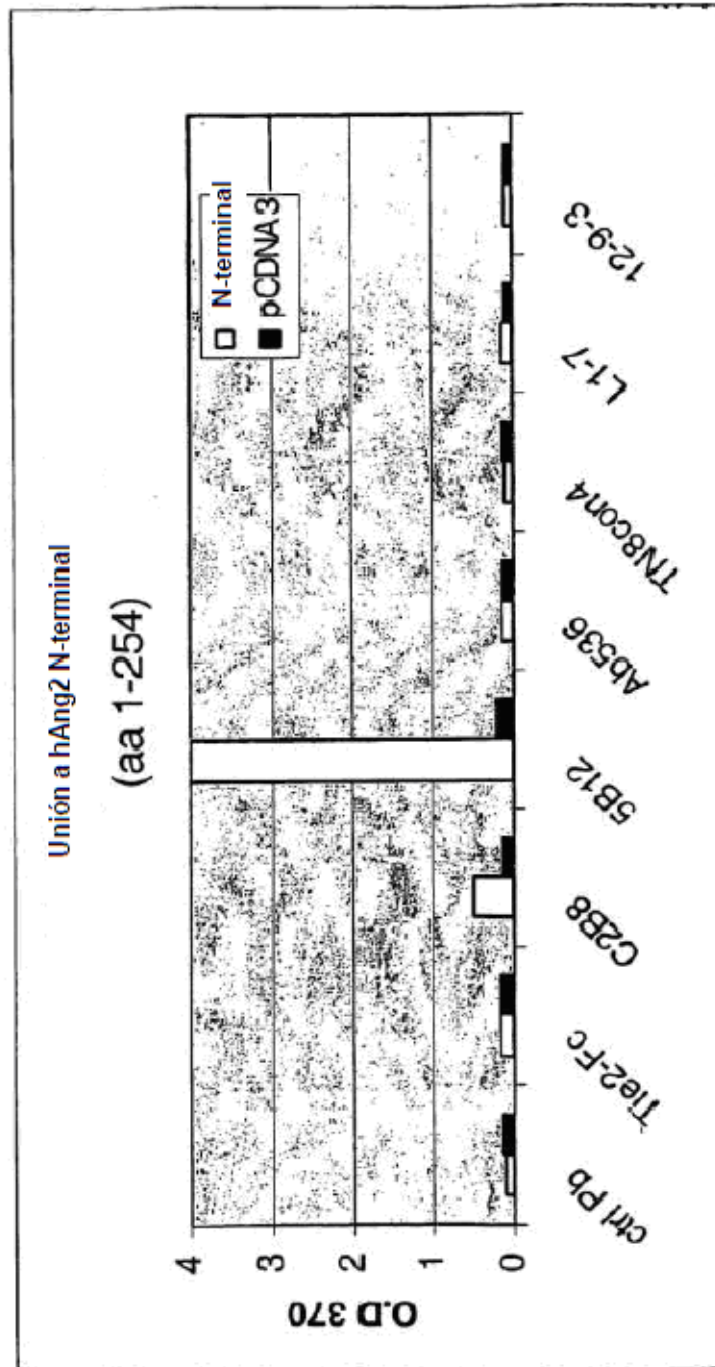 Unión a hAng2 N-terminal
(aa 1-254)
N-terminal
pCDNA3
4
3
2
1
0
O.D 370
ctrl Pb
Tie2-Fc
C2B8
5B12
Ab536
TN8con4
L1-7
12-9-3